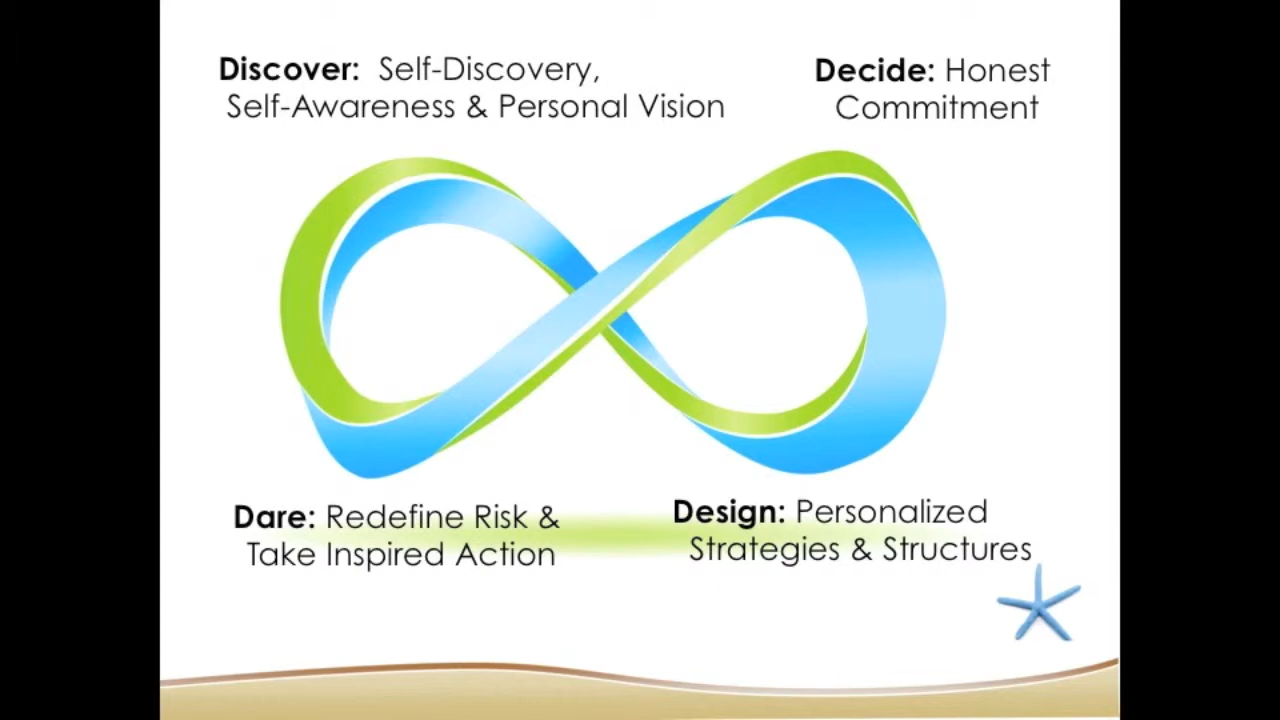 Discover: Self-Discovery,
Self-Awareness & Personal Vision
Decide: Honest
Commitment
Dare: Redefine Risk &
Take Inspired Action
Design: Personalized
Strategies & Structures